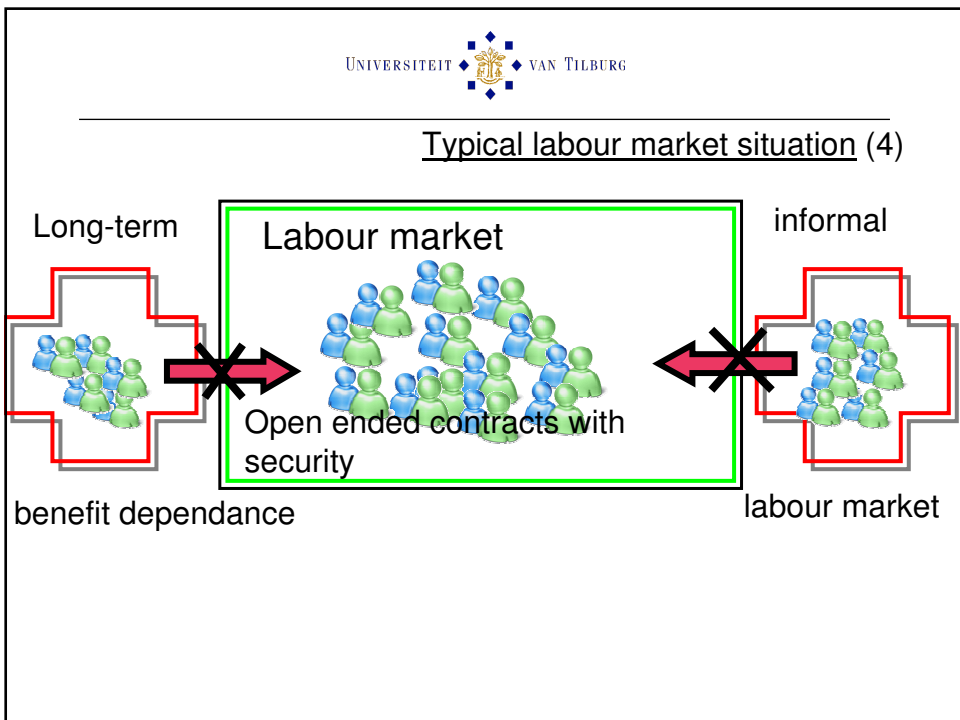 UNIVERSITEIT VAN TILBURG
Typical labour market situation (4)
Long-term
benefit dependance
Labour market
Open ended contracts with
security
informal
labour market